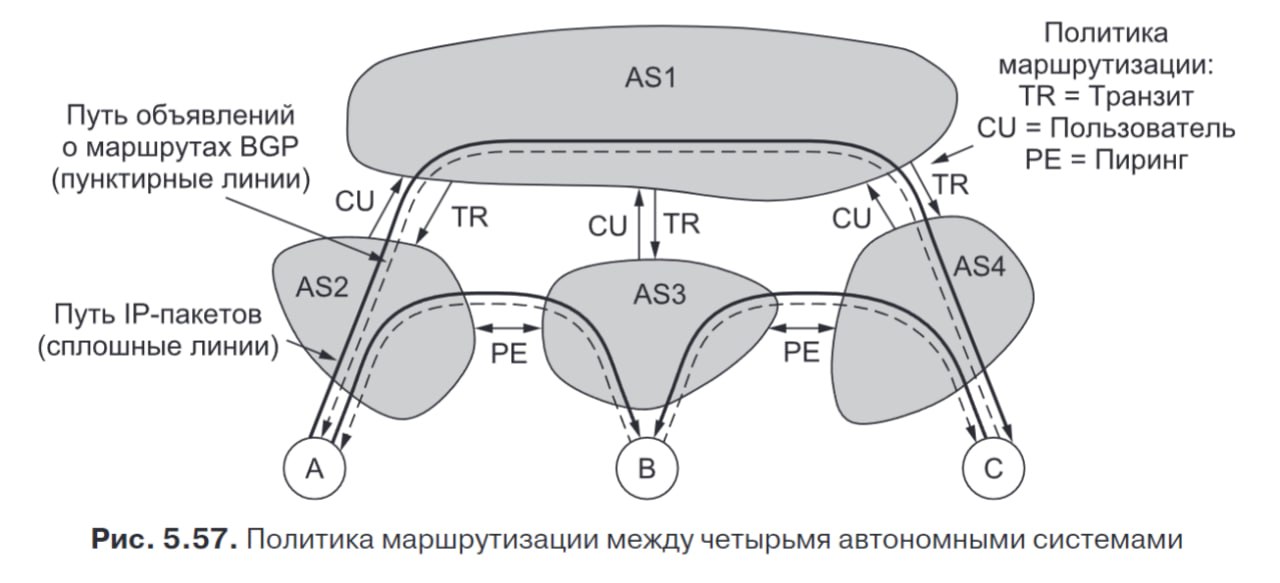 AS1
Политика
маршрутизации:
TR = Транзит
CU = Пользователь
PE = Пиринг
Путь объявлений
о маршрутах BGP
(пунктирные линии)
CU
TR
CU
TR
CU
TR
AS2
AS3
AS4
Путь IP-пакетов
(сплошные линии)
PE
PE
A
B
C
Рис. 5.57. Политика маршрутизации между четырьмя автономными системами